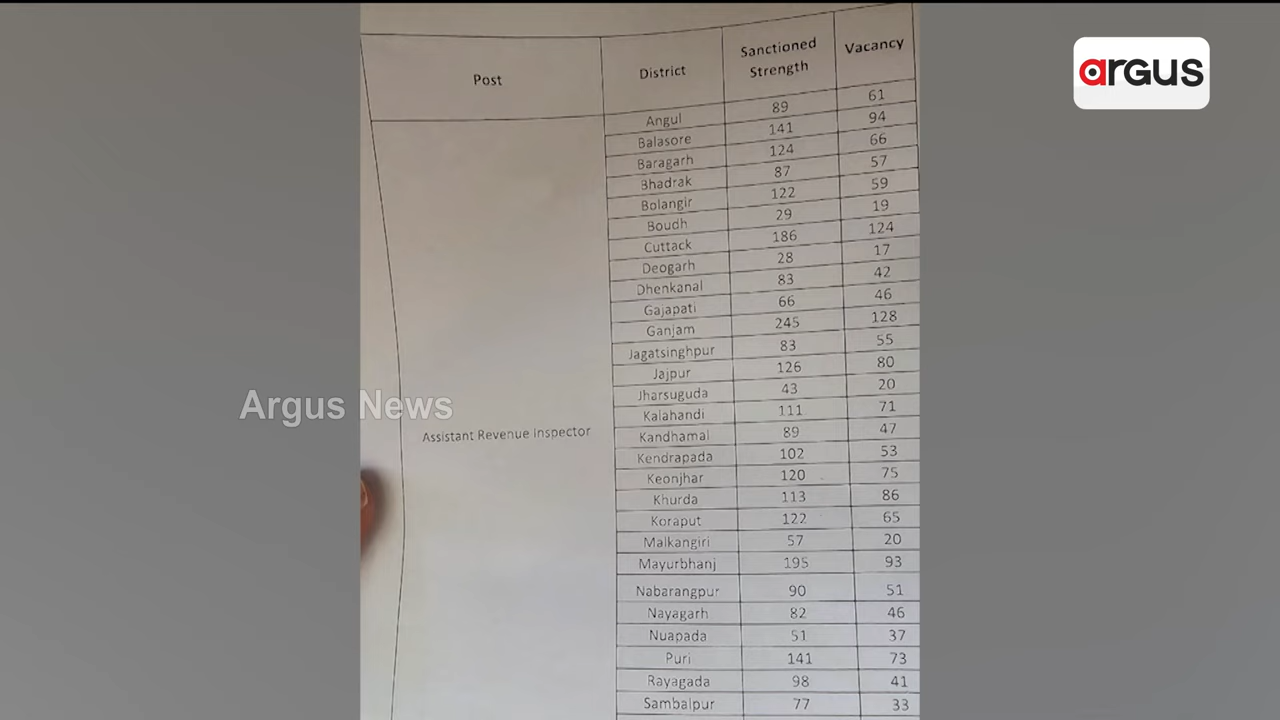 argus
Post District Sanctioned Strength Vacancy
Assistant Revenue Inspector
Angul 89 61
Balasore 141 94
Baragarh 124 66
Bhadrak 87 57
Bolangir 122 59
Boudh 29 19
Cuttack 186 124
Deogarh 28 17
Dhenkanal 83 42
Gajapati 66 46
Ganjam 245 128
Jagatsinghpur 83 55
Jajpur 126 80
Jharsuguda 43 20
Kalahandi 111 71
Kandhamal 89 47
Kendrapada 102 53
Keonjhar 120 75
Khurda 113 86
Koraput 122 65
Malkangiri 57 20
Mayurbhanj 195 93
Nabarangpur 90 51
Nayagarh 82 46
Nuapada 51 37
Puri 141 73
Rayagada 98 41
Sambalpur 77 33
Argus News